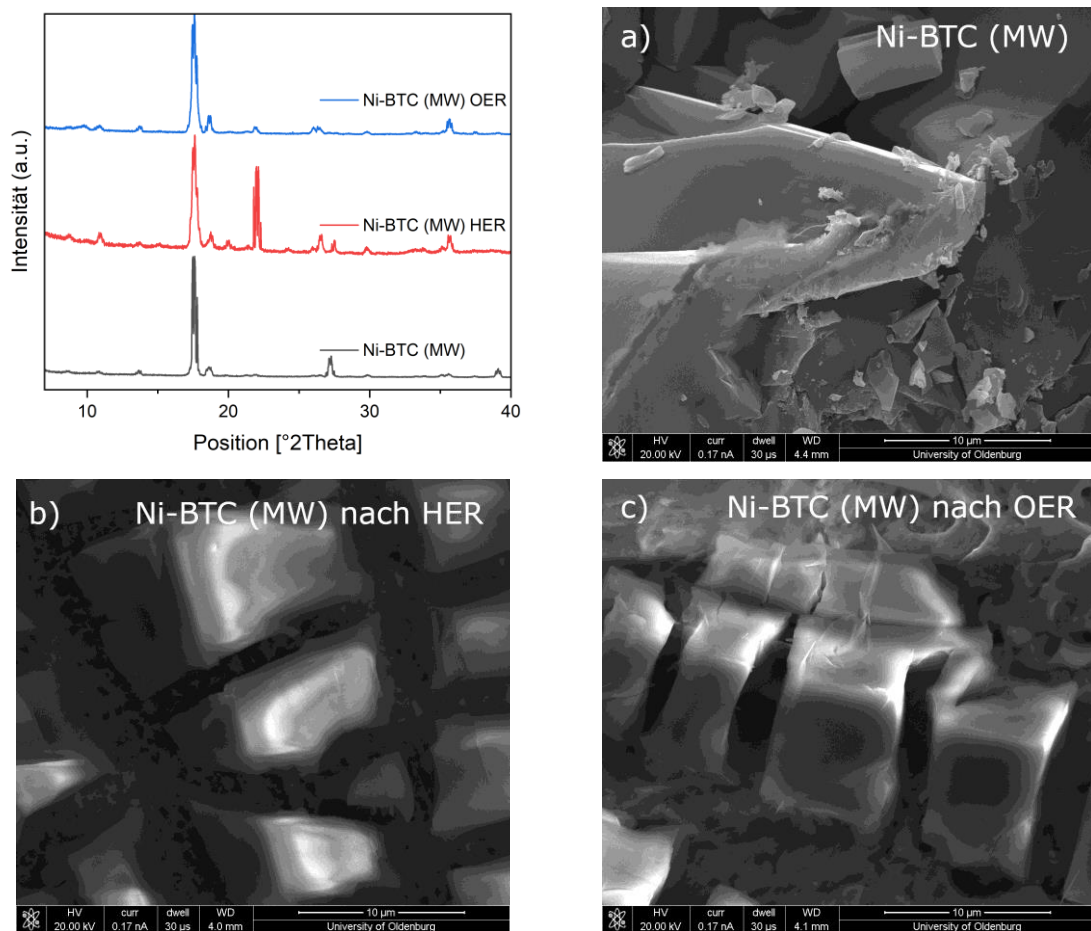 Intensität (a.u.)
Ni-BTC (MW) OER
Ni-BTC (MW) HER
Ni-BTC (MW)
10 20 30 40
Position [°2Theta]
a) Ni-BTC (MW)
HV curr dwell WD 10 µm
20.00 kV 0.17 nA 30 µs 4.4 mm University of Oldenburg
b) Ni-BTC (MW) nach HER
HV curr dwell WD 10 µm
20.00 kV 0.17 nA 30 µs 4.0 mm University of Oldenburg
c) Ni-BTC (MW) nach OER
HV curr dwell WD 10 µm
20.00 kV 0.17 nA 30 µs 4.1 mm University of Oldenburg